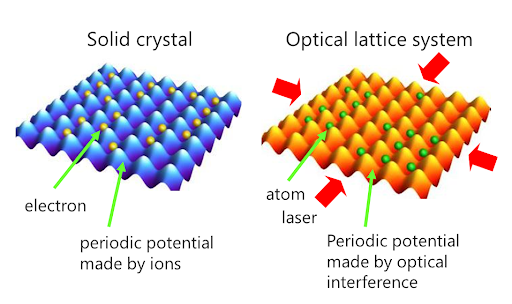 Solid crystal
Optical lattice system
electron
periodic potential
made by ions
atom
laser
Periodic potential
made by optical
interference